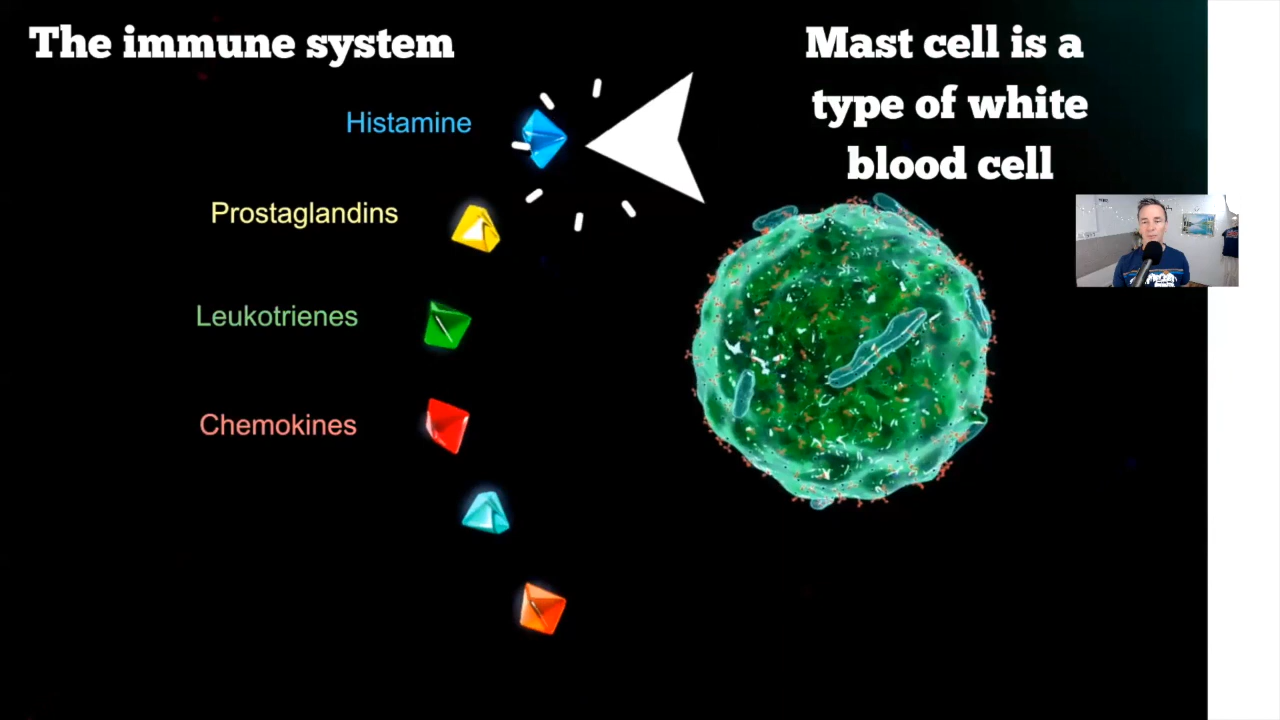 The immune system
Mast cell is a
type of white
blood cell
Histamine
Prostaglandins
Leukotrienes
Chemokines